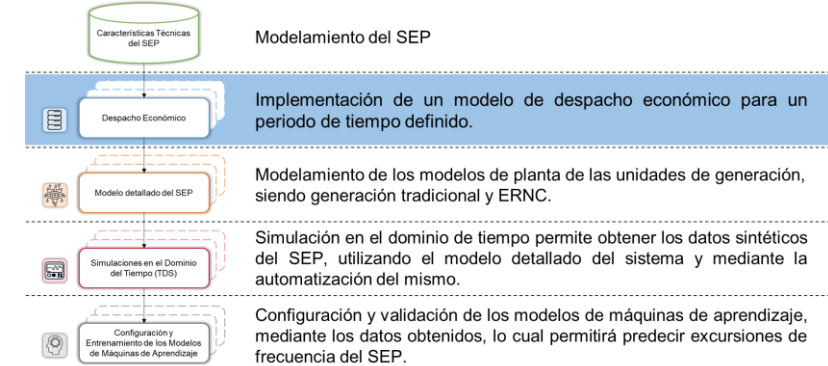 Características Técnicas
del SEP
Modelamiento del SEP
Despacho Económico
Implementación de un modelo de despacho económico para un
periodo de tiempo definido.
Modelo detallado del SEP
Modelamiento de los modelos de planta de las unidades de generación,
siendo generación tradicional y ERNC.
Simulaciones en el Dominio
del Tiempo (TDS)
Simulación en el dominio de tiempo permite obtener los datos sintéticos
del SEP, utilizando el modelo detallado del sistema y mediante la
automatización del mismo.
Configuración y
Entrenamiento de los Modelos
de Máquinas de Aprendizaje
Configuración y validación de los modelos de máquinas de aprendizaje,
mediante los datos obtenidos, lo cual permitirá predecir excursiones de
frecuencia del SEP.